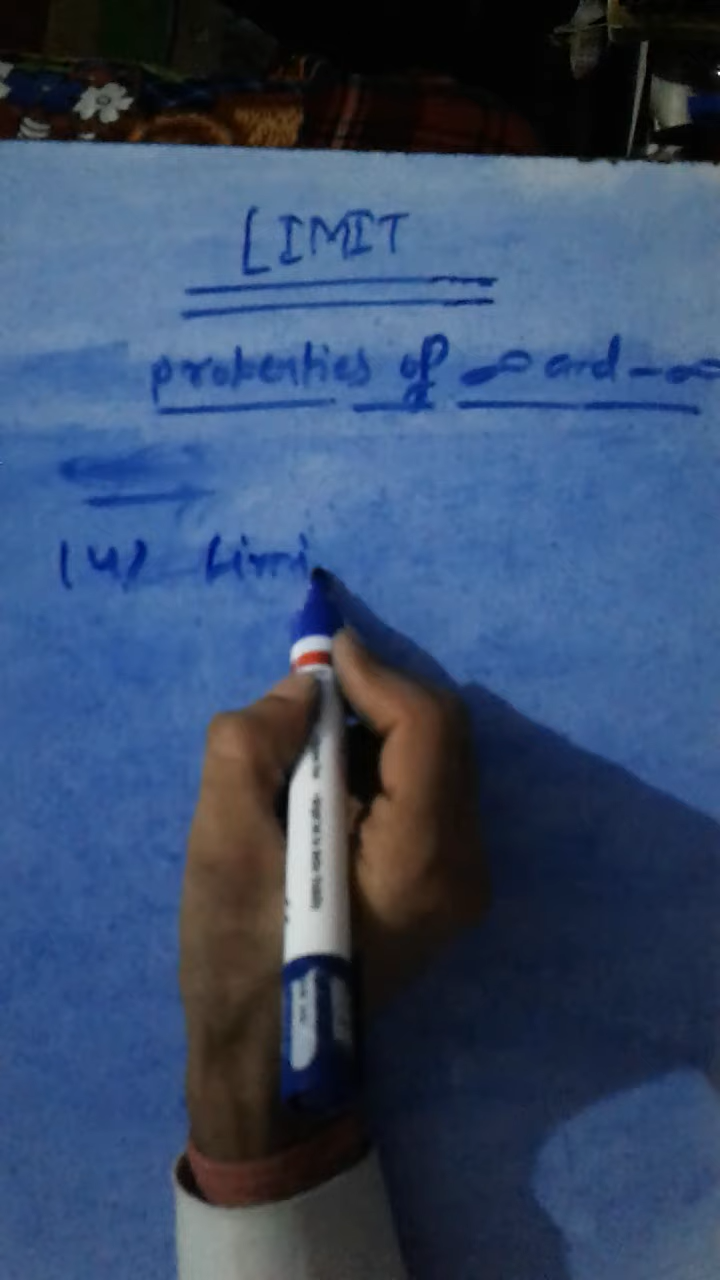 LIMIT
properties of ∞ and -∞
(4) Limi